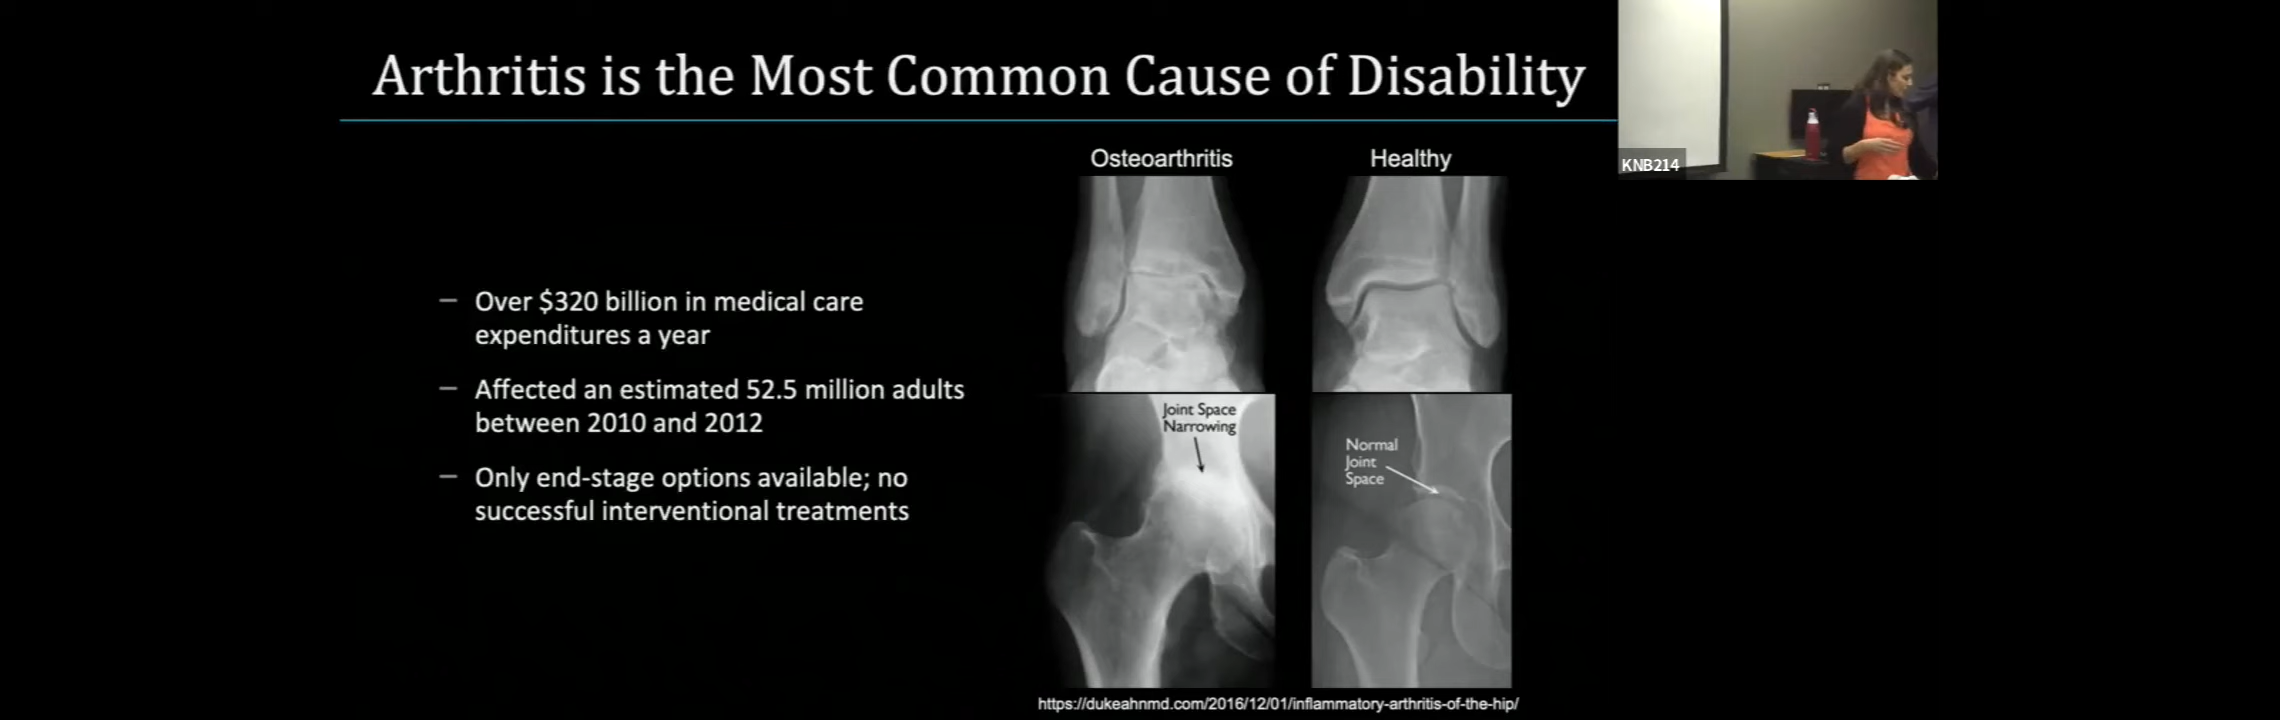 Arthritis is the Most Common Cause of Disability
KNB214
Osteoarthritis
Healthy
– Over $320 billion in medical care
expenditures a year
– Affected an estimated 52.5 million adults
between 2010 and 2012
– Only end-stage options available; no
successful interventional treatments
Joint Space
Narrowing
Normal
Joint
Space
https://dukeahnmd.com/2016/12/01/inflammatory-arthritis-of-the-hip/